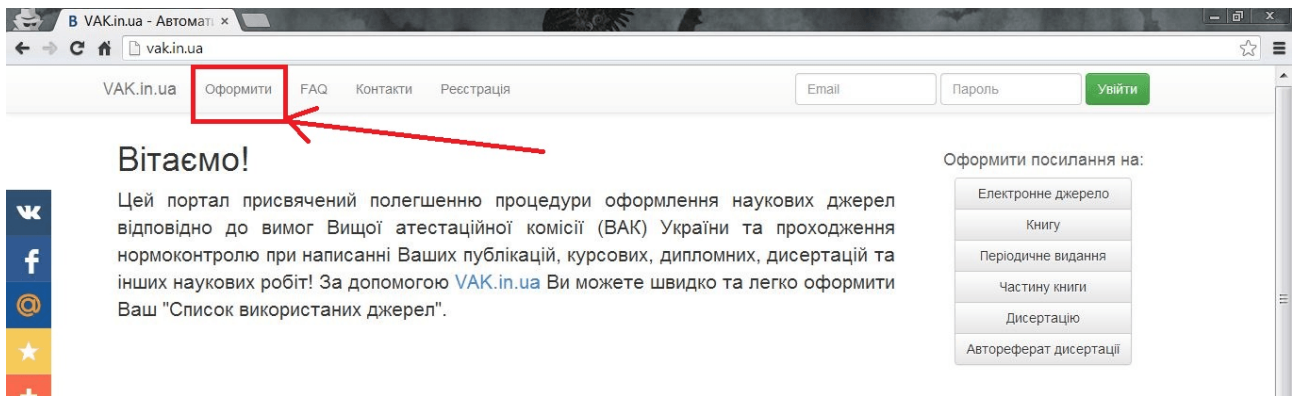 B VAK.in.ua - Автомат
vak.in.ua
VAK.in.ua Оформити FAQ Контакти Реєстрація Email Пароль Увійти
Вітаємо!
Цей портал присвячений полегшенню процедури оформлення наукових джерел
відповідно до вимог Вищої атестаційної комісії (ВАК) України та проходження
нормоконтролю при написанні Ваших публікацій, курсових, дипломних, дисертацій та
інших наукових робіт! За допомогою VAK.in.ua Ви можете швидко та легко оформити
Ваш "Список використаних джерел".
Оформити посилання на:
Електронне джерело
Книгу
Періодичне видання
Частину книги
Дисертацію
Автореферат дисертації